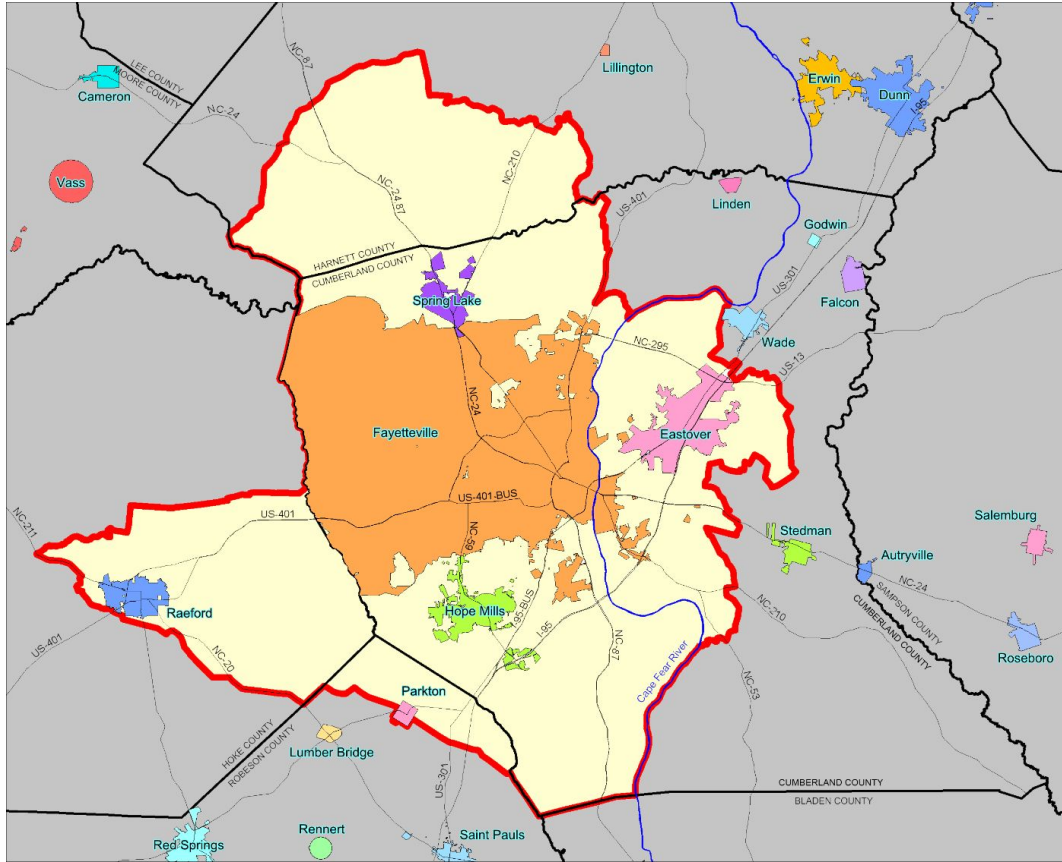 LEE COUNTY
MOORE COUNTY
Cameron
NC-24
NC-87
Lillington
Erwin
Dunn
I-95
Vass
NC-24,87
NC-210
US-401
Linden
Godwin
HARNETT COUNTY
CUMBERLAND COUNTY
Spring Lake
US-301
Falcon
Wade
NC-295
US-13
NC-24
Fayetteville
Eastover
US-401-BUS
US-401
NC-211
NC-59
Stedman
Salemburg
Autryville
NC-24
SAMPSON COUNTY
CUMBERLAND COUNTY
Raeford
Hope Mills
I-95-BUS
I-95
NC-210
US-401
NC-20
NC-87
Cape Fear River
NC-53
Roseboro
Parkton
Lumber Bridge
HOKE COUNTY
ROBESON COUNTY
US-301
CUMBERLAND COUNTY
BLADEN COUNTY
Red Springs
Rennert
Saint Pauls